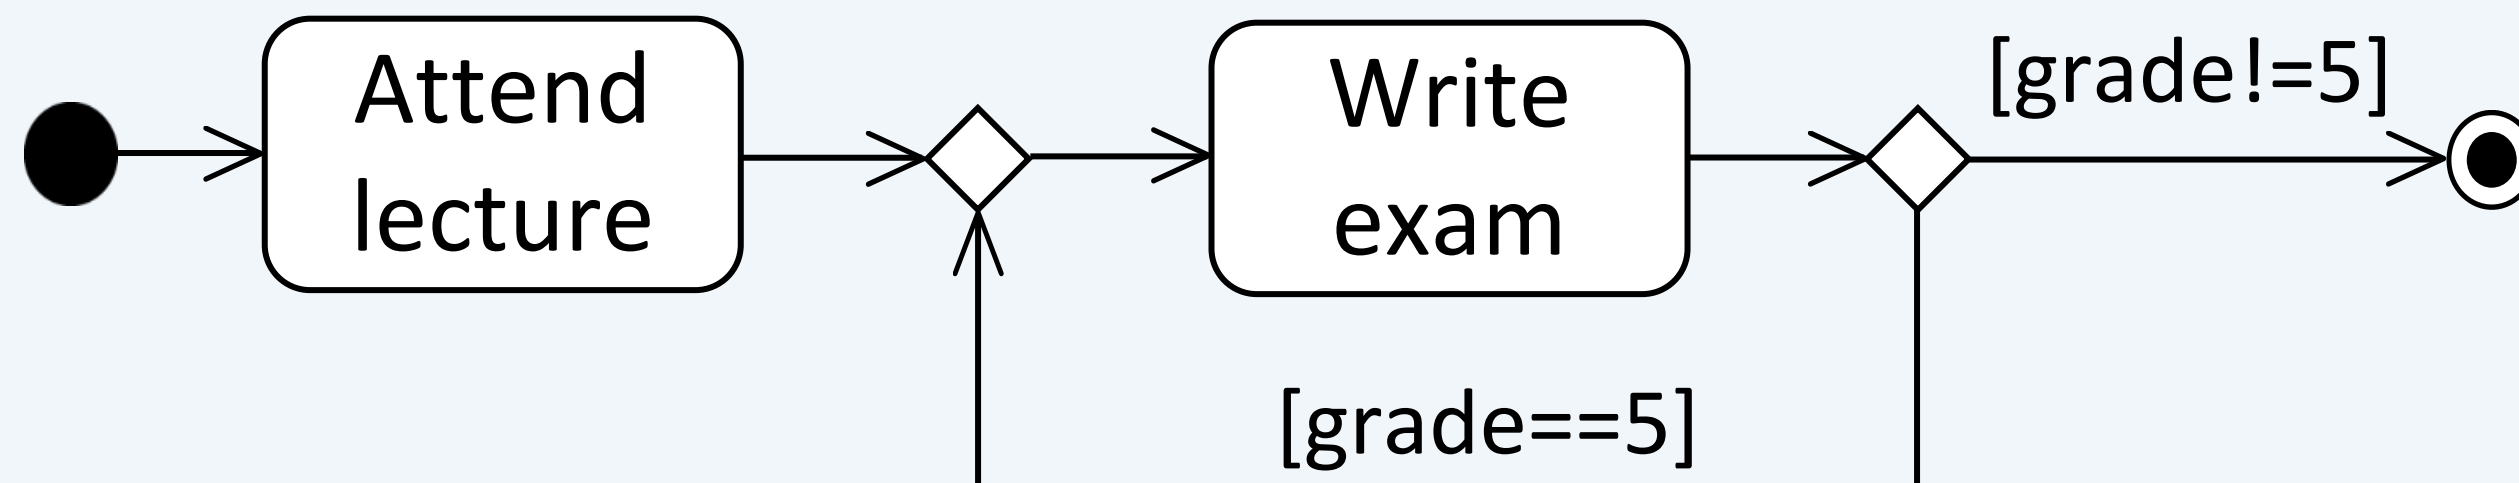 Attend
lecture
Write
exam
[grade!=5]
[grade==5]